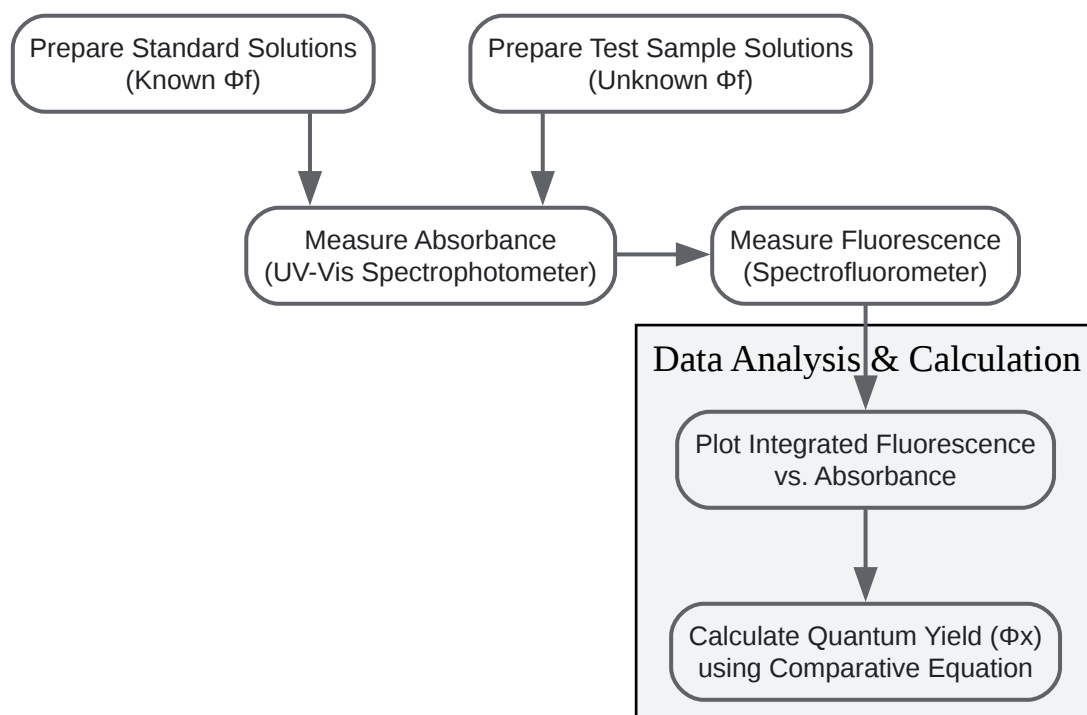 Prepare Standard Solutions
(Known Φf)
Prepare Test Sample Solutions
(Unknown Φf)
Measure Absorbance
(UV-Vis Spectrophotometer)
Measure Fluorescence
(Spectrofluorometer)
Data Analysis & Calculation
Plot Integrated Fluorescence
vs. Absorbance
Calculate Quantum Yield (Φx)
using Comparative Equation